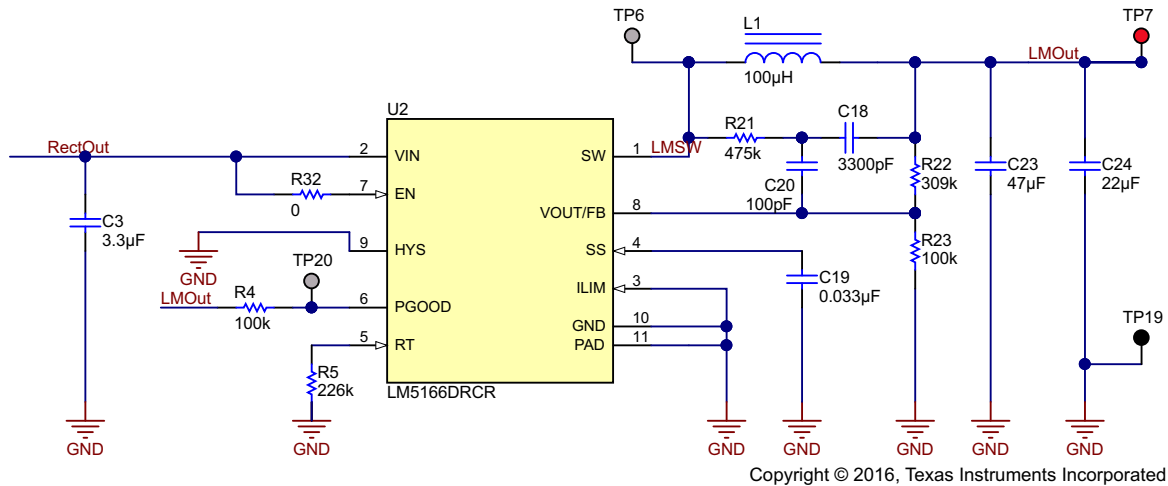 TP6
L1
100µH
TP7
LMOut
U2
RectOut
2
VIN
SW
1
LMSW
R21
475k
C18
3300pF
C20
100pF
R22
309k
C23
47µF
C24
22µF
R32
0
7
EN
VOUT/FB
8
C3
3.3µF
9
HYS
SS
4
R23
100k
GND
TP20
LMOut
R4
100k
6
PGOOD
ILIM
3
C19
0.033µF
GND
10
5
RT
PAD
11
TP19
R5
226k
LM5166DRCR
GND
GND
GND
GND
GND
GND
GND
Copyright © 2016, Texas Instruments Incorporated